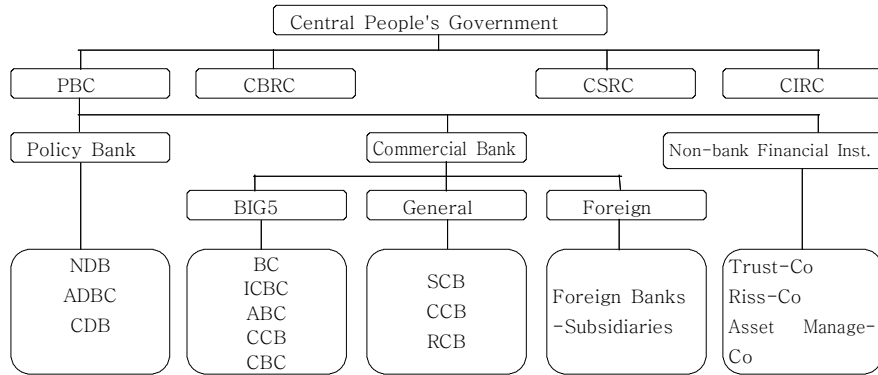 Central People's Government
PBC
CBRC
CSRC
CIRC
Policy Bank
Commercial Bank
Non-bank Financial Inst.
BIG5
General
Foreign
NDB
ADBC
CDB
BC
ICBC
ABC
CCB
CBC
SCB
CCB
RCB
Foreign Banks
-Subsidiaries
Trust-Co
Riss-Co
Asset Manage-
Co